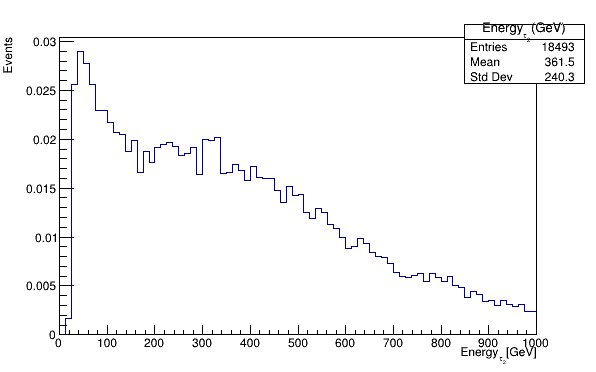 Energy_τ₂ (GeV)
Entries 18493
Mean 361.5
Std Dev 240.3
Events
0.03
0.025
0.02
0.015
0.01
0.005
0
0 100 200 300 400 500 600 700 800 900 1000
Energy_τ₂ [GeV]